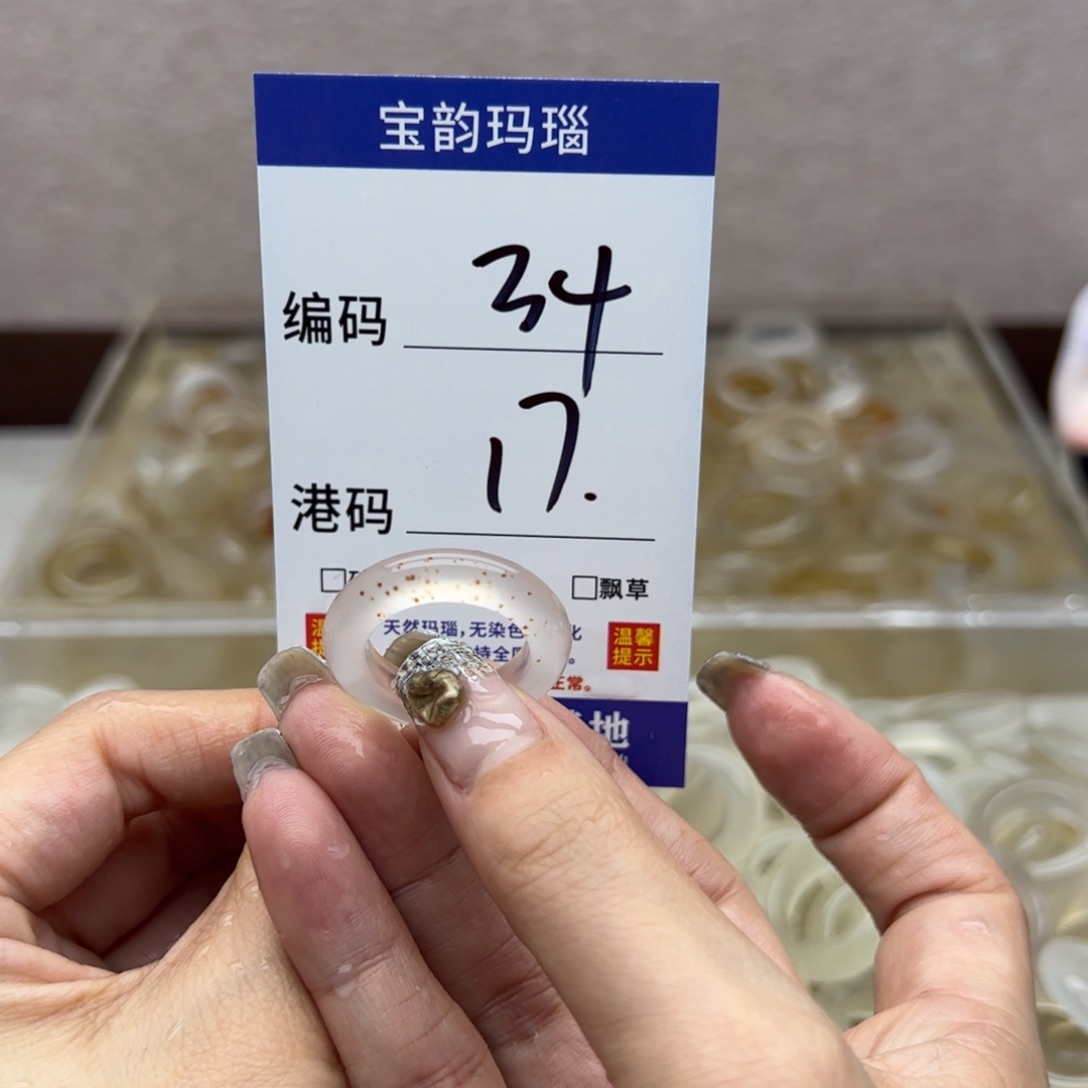 宝韵玛瑙
编码 34
港码 17.
飘草
天然玛瑙，无染色 化
温馨
提示
持全 。
正常。
地